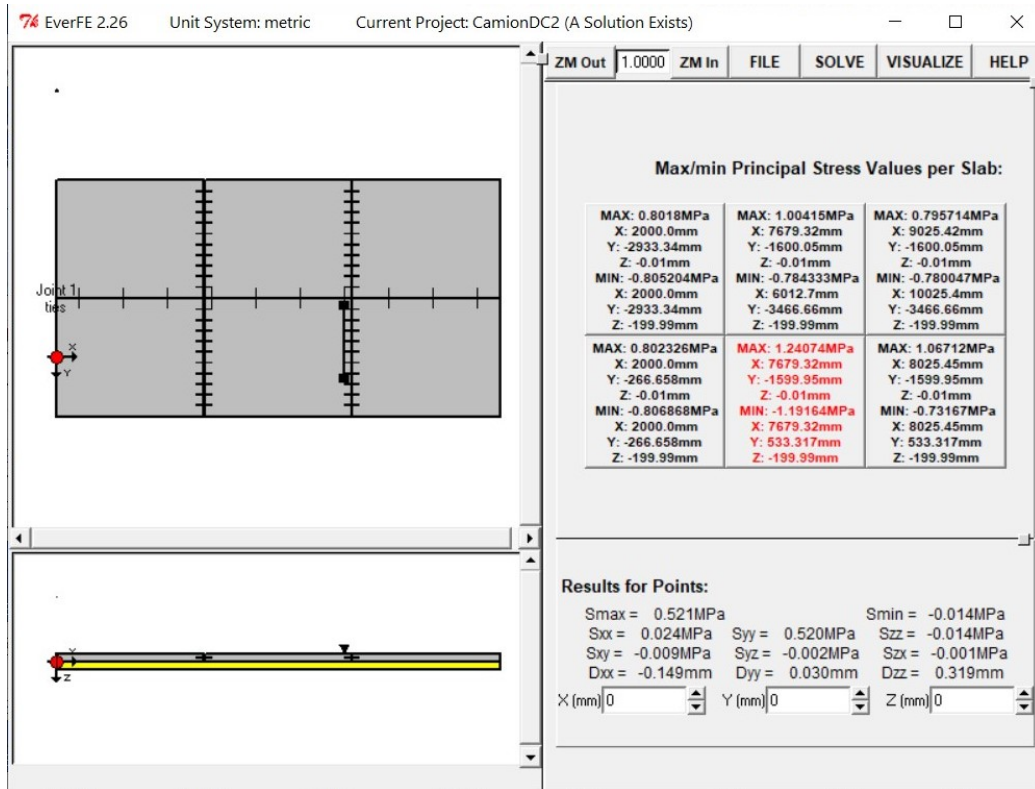 7% EverFE 2.26 Unit System: metric Current Project: CamionDC2 (A Solution Exists)
ZM Out 1.0000 ZM In FILE SOLVE VISUALIZE HELP
Joint 1
ties
X
Y
X
Z
Max/min Principal Stress Values per Slab:
MAX: 0.8018MPa
X: 2000.0mm
Y: -2933.34mm
Z: -0.01mm
MIN: -0.805204MPa
X: 2000.0mm
Y: -2933.34mm
Z: -199.99mm
MAX: 1.00415MPa
X: 7679.32mm
Y: -1600.05mm
Z: -0.01mm
MIN: -0.784333MPa
X: 6012.7mm
Y: -3466.66mm
Z: -199.99mm
MAX: 0.795714MPa
X: 9025.42mm
Y: -1600.05mm
Z: -0.01mm
MIN: -0.780047MPa
X: 10025.4mm
Y: -3466.66mm
Z: -199.99mm
MAX: 0.802326MPa
X: 2000.0mm
Y: -266.658mm
Z: -0.01mm
MIN: -0.806868MPa
X: 2000.0mm
Y: -266.658mm
Z: -199.99mm
MAX: 1.24074MPa
X: 7679.32mm
Y: -1599.95mm
Z: -0.01mm
MIN: -1.19164MPa
X: 7679.32mm
Y: 533.317mm
Z: -199.99mm
MAX: 1.06712MPa
X: 8025.45mm
Y: -1599.95mm
Z: -0.01mm
MIN: -0.73167MPa
X: 8025.45mm
Y: 533.317mm
Z: -199.99mm
Results for Points:
Smax = 0.521MPa Smin = -0.014MPa
Sxx = 0.024MPa Syy = 0.520MPa Szz = -0.014MPa
Sxy = -0.009MPa Syz = -0.002MPa Szx = -0.001MPa
Dxx = -0.149mm Dyy = 0.030mm Dzz = 0.319mm
X (mm) 0 Y (mm) 0 Z (mm) 0